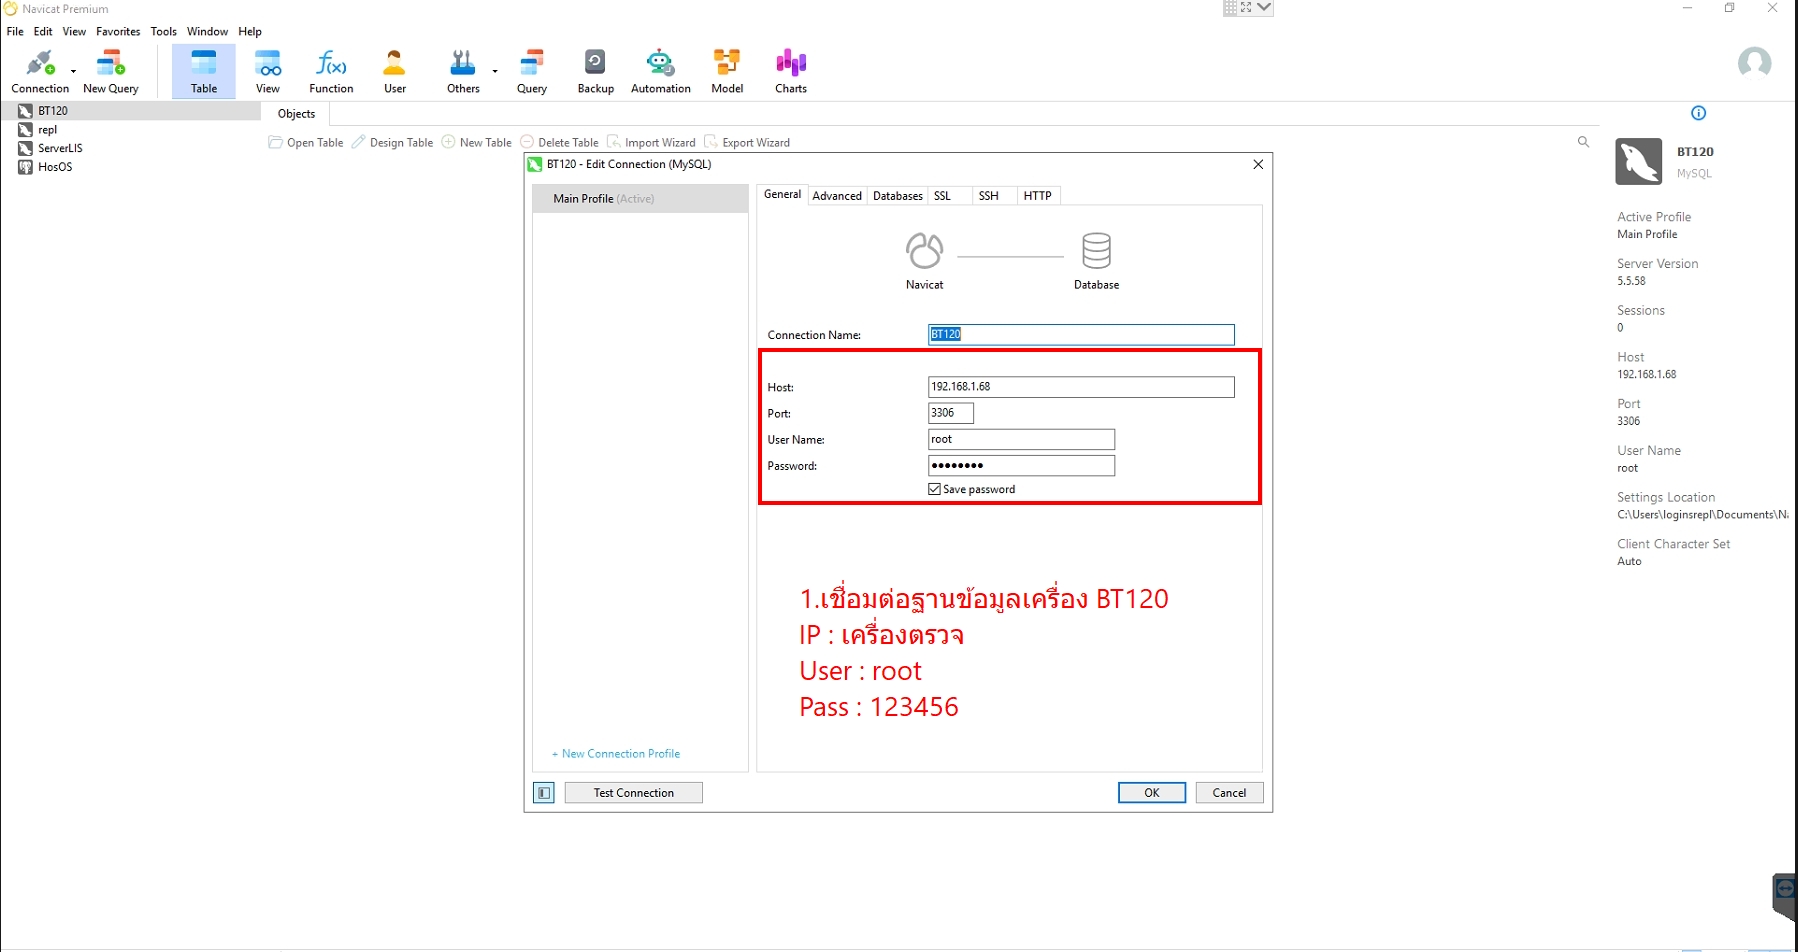 Navicat Premium
File Edit View Favorites Tools Window Help
Connection New Query Table View Function User Others Query Backup Automation Model Charts
BT120
repl
ServerLIS
HosOS
Objects
Open Table Design Table New Table Delete Table Import Wizard Export Wizard
BT120 - Edit Connection (MySQL)
Main Profile (Active)
General Advanced Databases SSL SSH HTTP
Navicat Database
Connection Name: BT120
Host: 192.168.1.68
Port: 3306
User Name: root
Password: ●●●●●●●●
Save password
1.เชื่อมต่อฐานข้อมูลเครื่อง BT120
IP : เครื่องตรวจ
User : root
Pass : 123456
+ New Connection Profile
Test Connection OK Cancel
BT120
MySQL
Active Profile
Main Profile
Server Version
5.5.58
Sessions
0
Host
192.168.1.68
Port
3306
User Name
root
Settings Location
C:\Users\loginsrepl\Documents\Na
Client Character Set
Auto